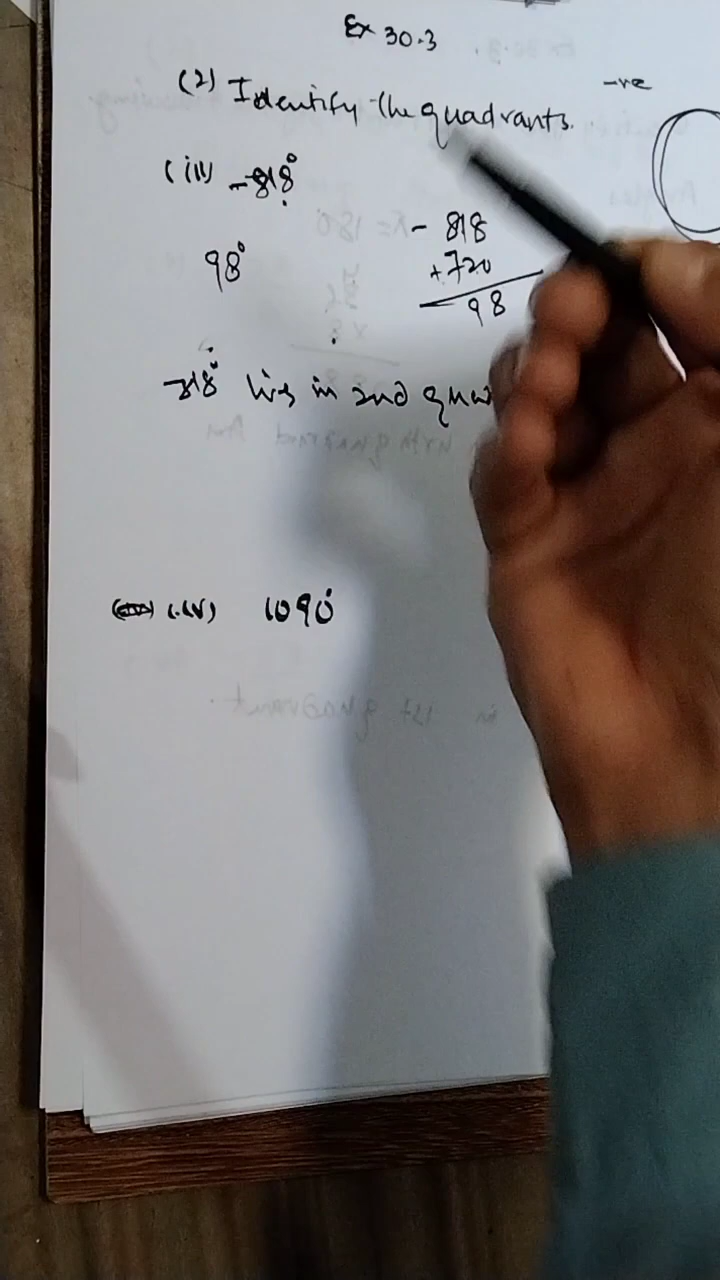 Ex 30.3
(2) Identify the quadrants.
-ve
(iii) -818°
- 818
98°
+720
- 98
-818° lies in 2nd
(iv) 1090°